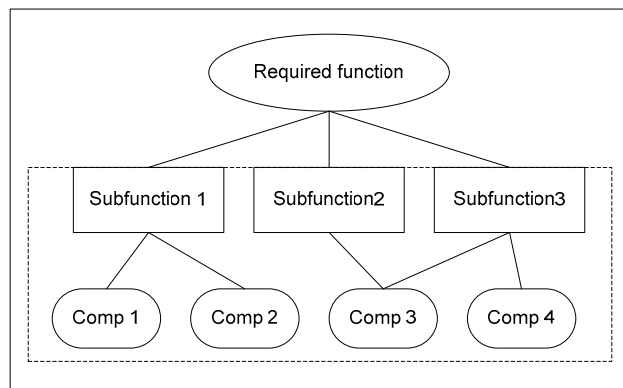 Required function
Subfunction 1
Subfunction2
Subfunction3
Comp 1
Comp 2
Comp 3
Comp 4